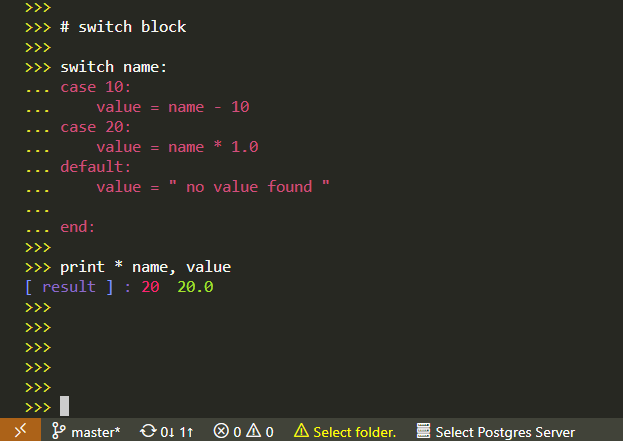 >>>
>>> # switch block
>>>
>>> switch name:
... case 10:
...     value = name - 10
... case 20:
...     value = name * 1.0
... default:
...     value = " no value found "
...
... end:
>>>
>>> print * name, value
[ result ] : 20  20.0
>>>
>>>
>>>
>>>
>>>
>>>
master* 0↓ 1↑ 0 0 Select folder. Select Postgres Server